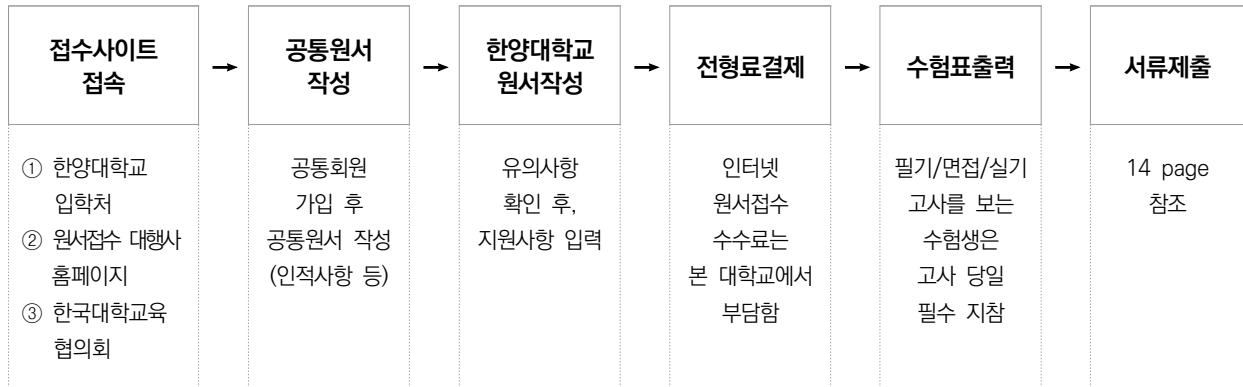 접수사이트
접속
→
공통원서
작성
→
한양대학교
원서작성
→
전형료결제
→
수험표출력
→
서류제출
① 한양대학교
입학처
② 원서접수 대행사
홈페이지
③ 한국대학교육
협의회
공통회원
가입 후
공통원서 작성
(인적사항 등)
유의사항
확인 후,
지원사항 입력
인터넷
원서접수
수수료는
본 대학교에서
부담함
필기/면접/실기
고사를 보는
수험생은
고사 당일
필수 지참
14 page
참조